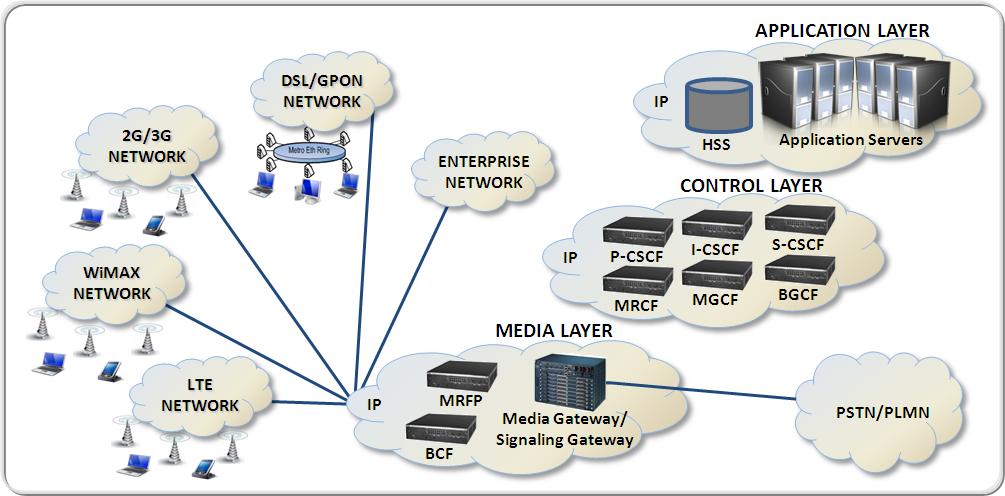 APPLICATION LAYER
IP
HSS
Application Servers
DSL/GPON
NETWORK
Metro Eth Ring
2G/3G
NETWORK
ENTERPRISE
NETWORK
CONTROL LAYER
IP
P-CSCF
I-CSCF
S-CSCF
MRCF
MGCF
BGCF
WiMAX
NETWORK
MEDIA LAYER
IP
MRFP
BCF
Media Gateway/
Signaling Gateway
LTE
NETWORK
PSTN/PLMN